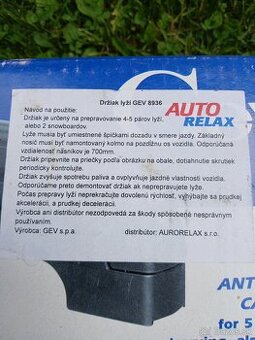 Držiak lyží GEV 8936
AUTO
RELAX
Návod na použitie:
Držiak je určený na prepravovanie 4-5 párov lyží,
alebo 2 snowboardov.
Lyže musia byť umiestnené špičkami dozadu v smere jazdy. Základný
nosič musí byť namontovaný kolmo na pozdĺžnu os vozidla. Odporúčaná
vzdialenosť násníkov je 700mm.
Držiak pripevnite na priečky podľa obrázku na obale, dotiahnutie skrutiek
periodicky kontrolujte.
Držiak zvyšuje spotrebu paliva a ovplyvňuje jazdné vlastnosti vozidla.
Odporúčame preto demontovať držiak ak neprepravujete lyže.
Počas prepravy lyží neprekračujte dovolenú rýchlosť, vyhýbajte sa prudkej
akcelerácii, a prudkej decelerácii.
Výrobca ani distribútor nezodpovedá za škody spôsobené nesprávnym
používaním.
Výrobca: GEV s.p.a
distribútor: AURORELAX s.r.o.
ANT
CA
for 5